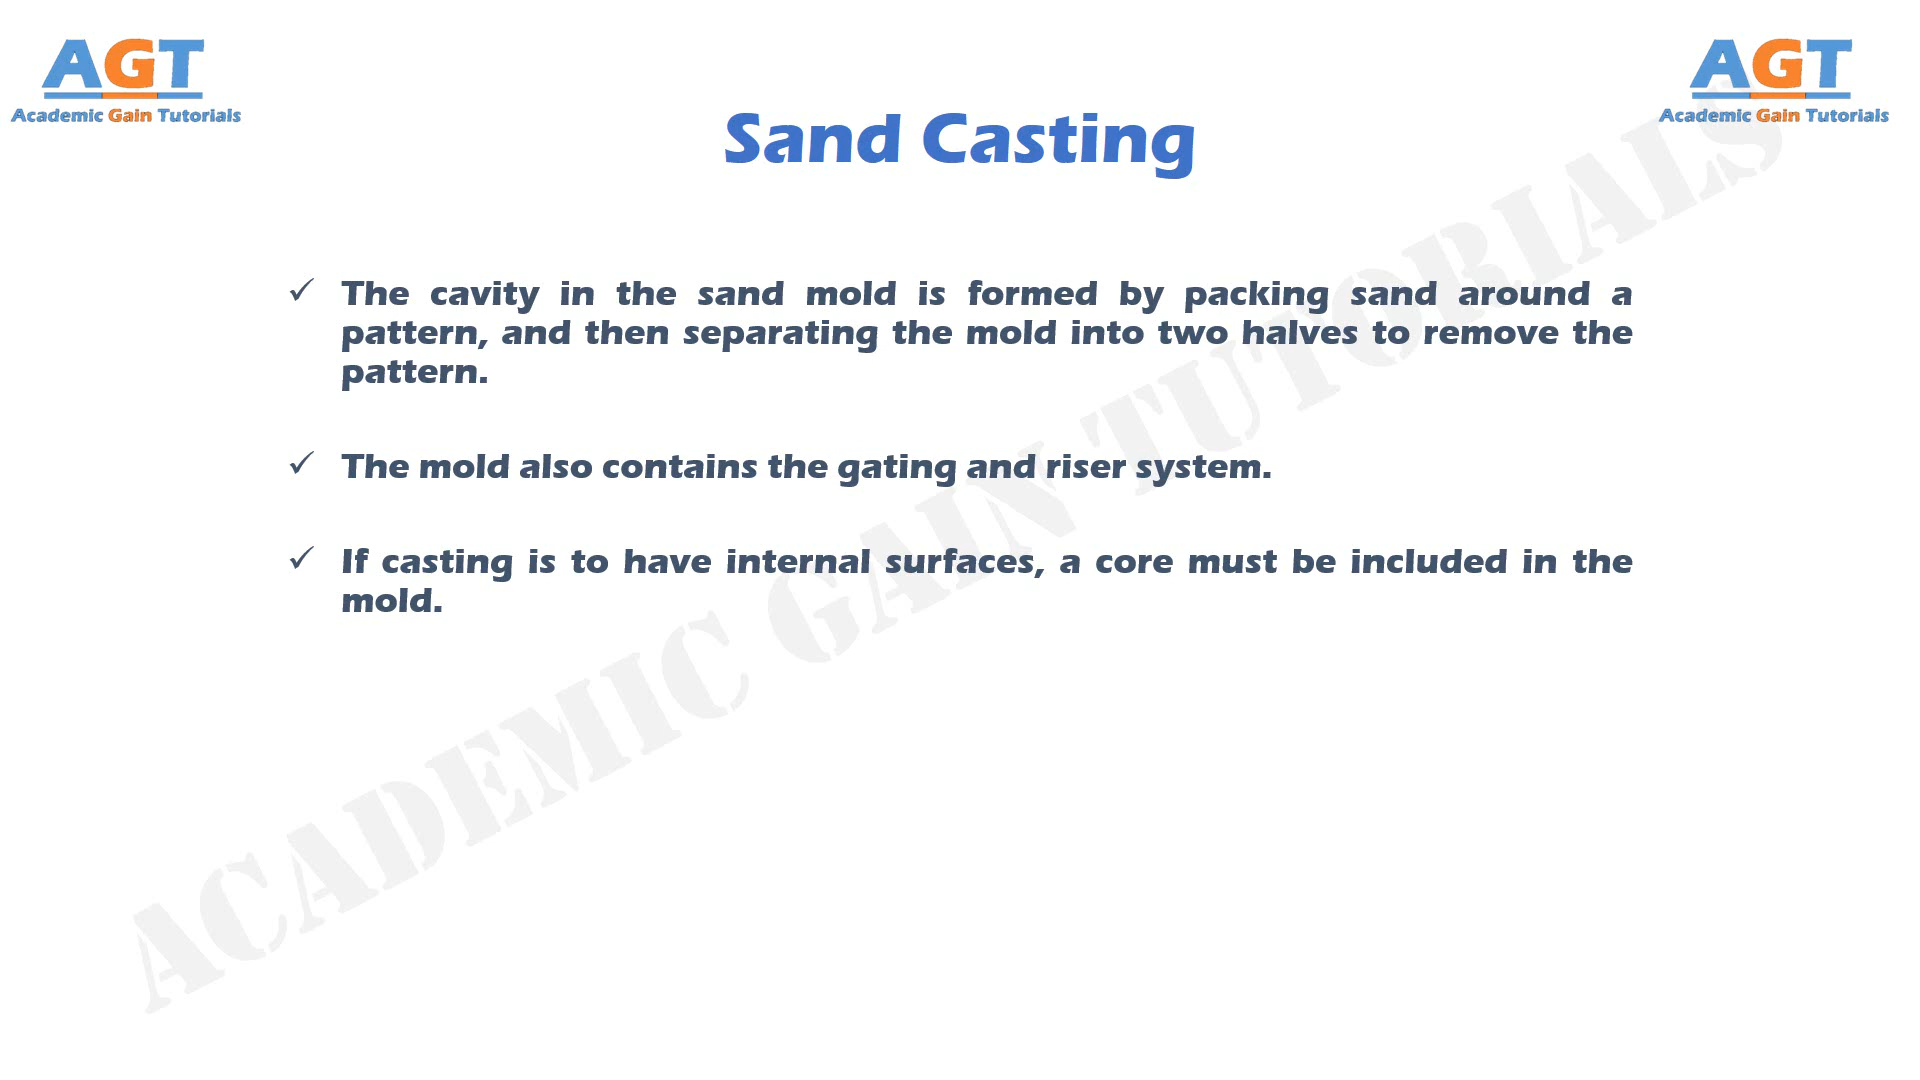 AGT
Academic Gain Tutorials
AGT
Academic Gain Tutorials
Sand Casting
✓ The cavity in the sand mold is formed by packing sand around a
pattern, and then separating the mold into two halves to remove the
pattern.
✓ The mold also contains the gating and riser system.
✓ If casting is to have internal surfaces, a core must be included in the
mold.
ACADEMIC GAIN TUTORIALS